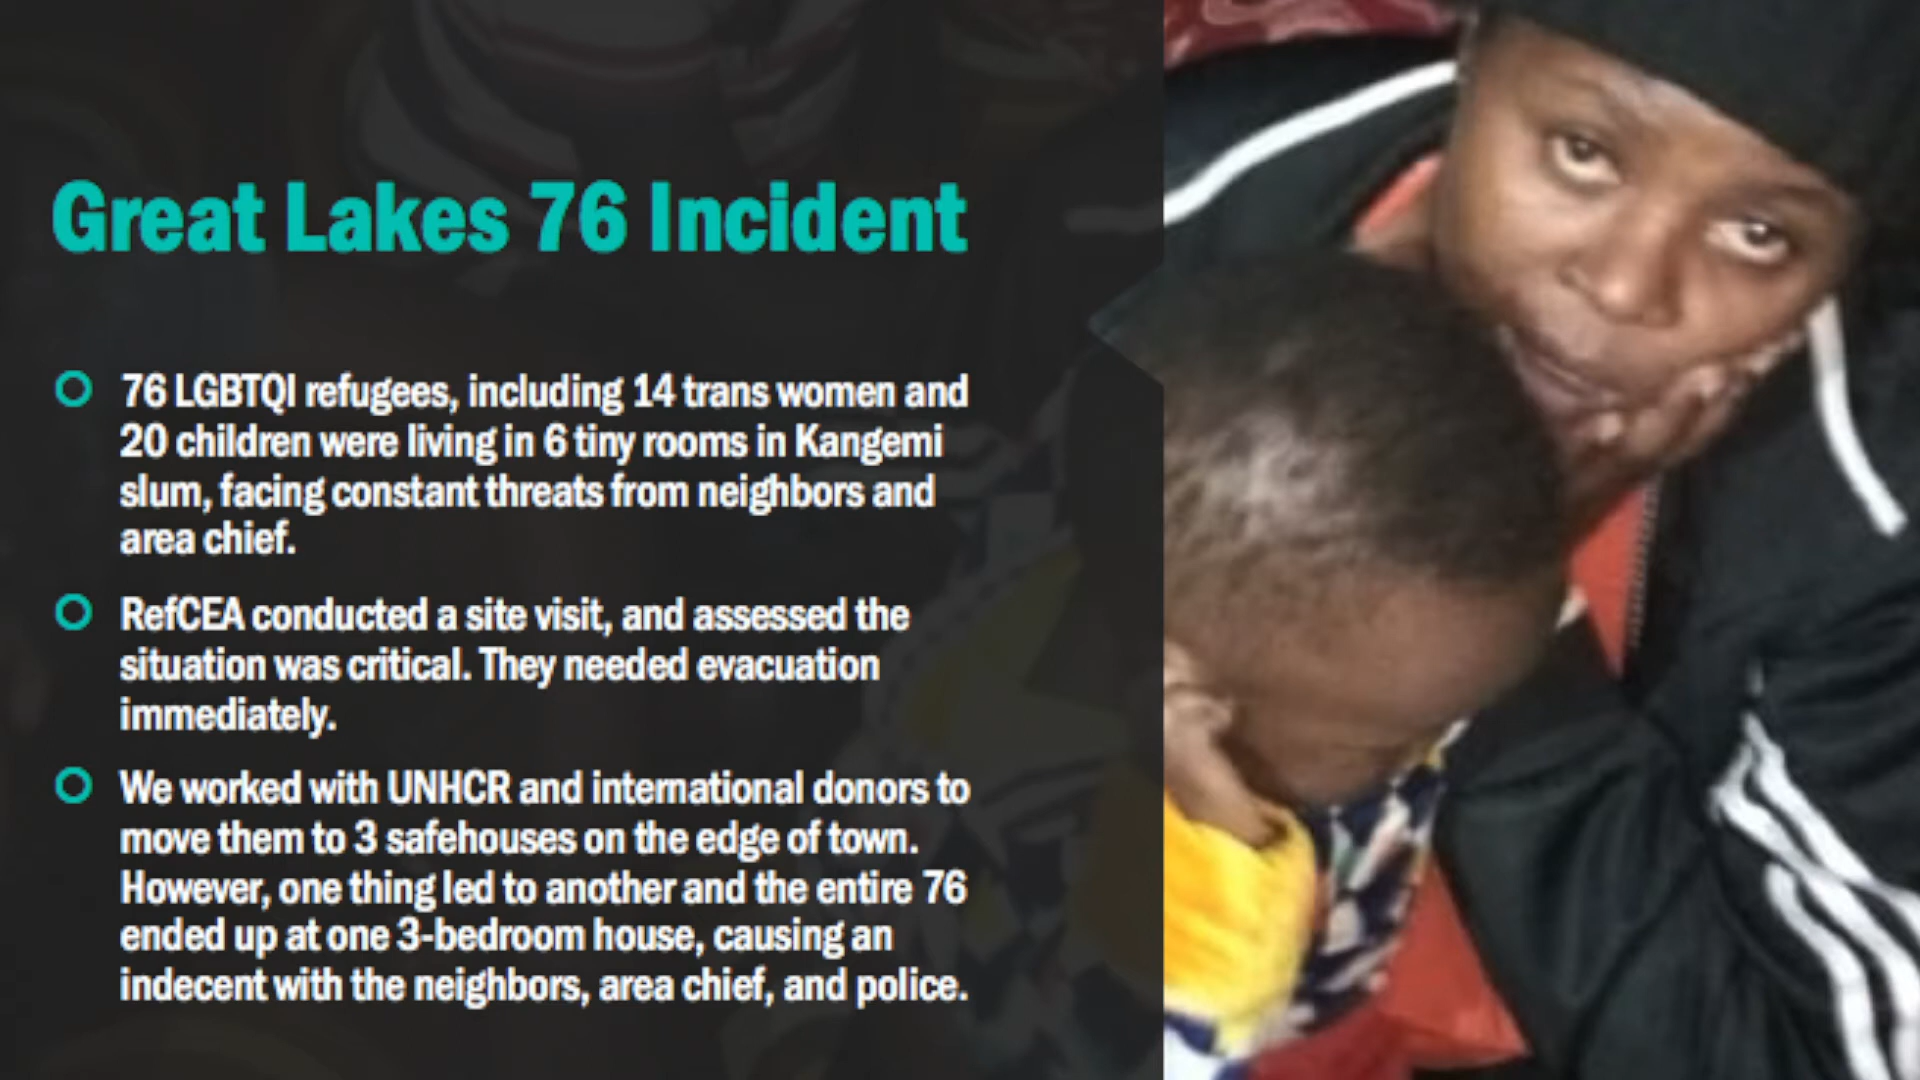 Great Lakes 76 Incident
76 LGBTQI refugees, including 14 trans women and
20 children were living in 6 tiny rooms in Kangemi
slum, facing constant threats from neighbors and
area chief.
RefCEA conducted a site visit, and assessed the
situation was critical. They needed evacuation
immediately.
We worked with UNHCR and international donors to
move them to 3 safehouses on the edge of town.
However, one thing led to another and the entire 76
ended up at one 3-bedroom house, causing an
indecent with the neighbors, area chief, and police.